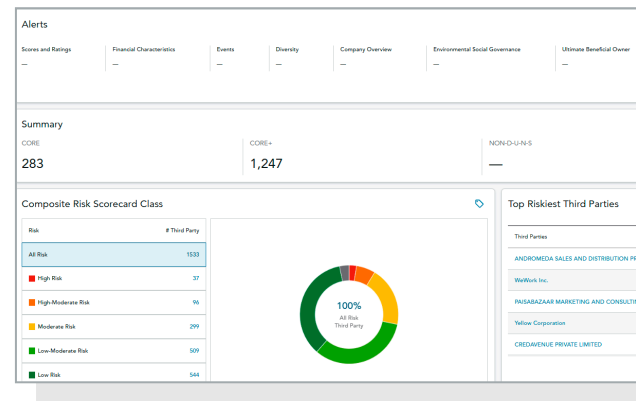 Alerts
Scores and Ratings Financial Characteristics Events Diversity Company Overview Environmental Social Governance Ultimate Beneficial Owner
— — — — — — —
Summary
CORE CORE+ NON-D-U-N-S
283 1,247 —
Composite Risk Scorecard Class
Risk # Third Party
All Risk 1533
High Risk 37
High-Moderate Risk 96
Moderate Risk 299
Low-Moderate Risk 509
Low Risk 544
100%
All Risk
Third Party
Top Riskiest Third Parties
Third Parties
ANDROMEDA SALES AND DISTRIBUTION PR
WeWork Inc.
PAISABAZAAR MARKETING AND CONSULTIN
Yellow Corporation
CREDAVENUE PRIVATE LIMITED